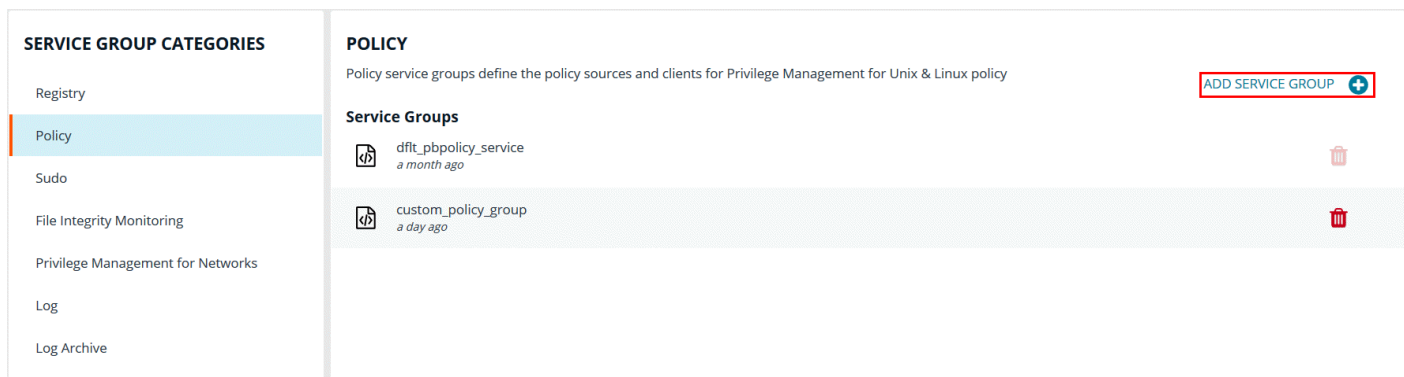 SERVICE GROUP CATEGORIES
Registry
Policy
Sudo
File Integrity Monitoring
Privilege Management for Networks
Log
Log Archive
POLICY
Policy service groups define the policy sources and clients for Privilege Management for Unix & Linux policy
ADD SERVICE GROUP
Service Groups
dflt_pbpolicy_service
a month ago
custom_policy_group
a day ago